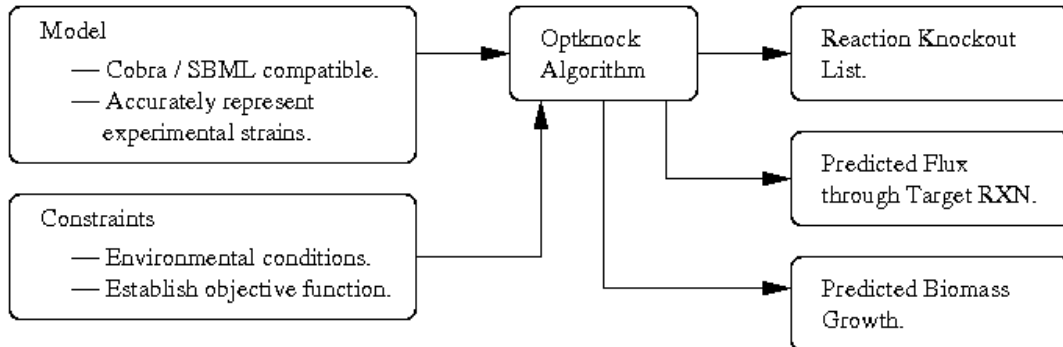 Model
— Cobra / SBML compatible.
— Accurately represent
experimental strains.
Constraints
— Environmental conditions.
— Establish objective function.
Optknock
Algorithm
Reaction Knockout
List.
Predicted Flux
through Target RXN.
Predicted Biomass
Growth.